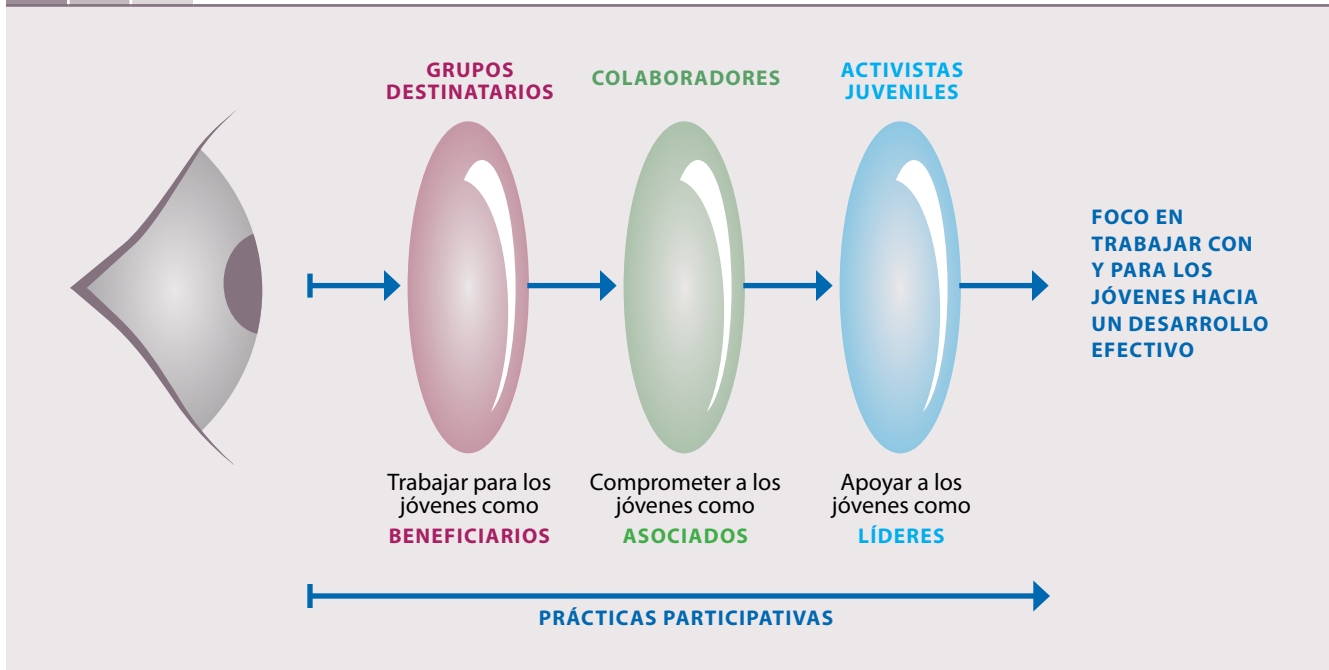 GRUPOS
DESTINATARIOS
COLABORADORES
ACTIVISTAS
JUVENILES
FOCO EN
TRABAJAR CON
Y PARA LOS
JÓVENES HACIA
UN DESARROLLO
EFECTIVO
Trabajar para los
jóvenes como
BENEFICIARIOS
Comprometer a los
jóvenes como
ASOCIADOS
Apoyar a los
jóvenes como
LÍDERES
PRÁCTICAS PARTICIPATIVAS